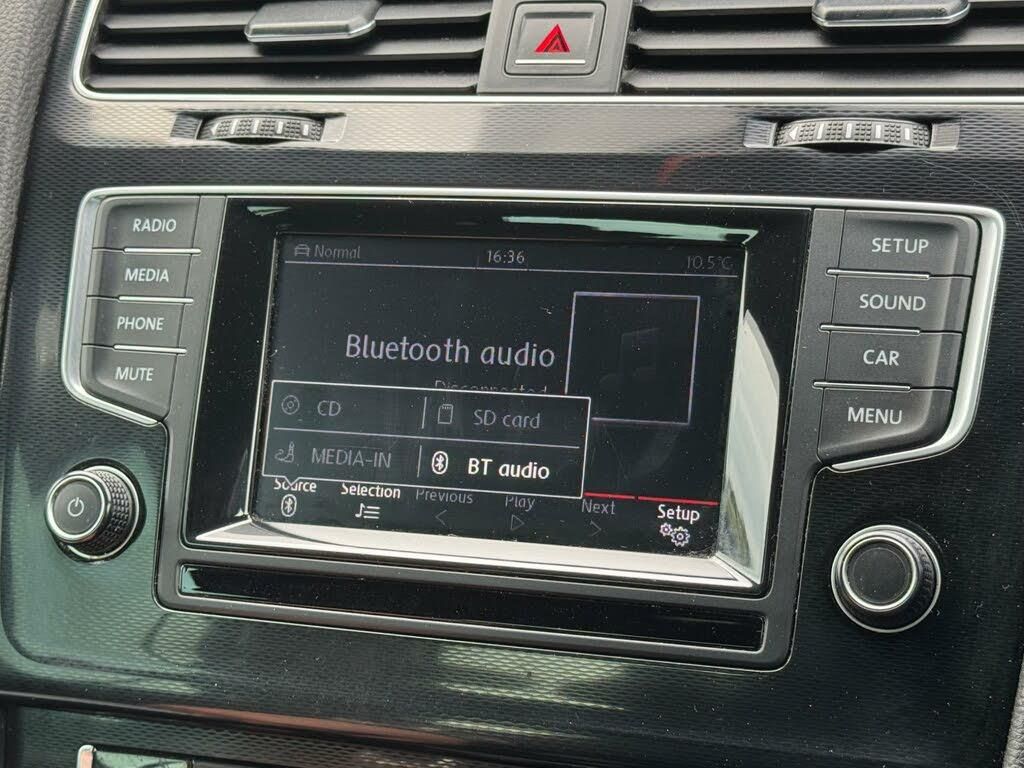 RADIO
MEDIA
PHONE
MUTE
Normal 16:36 10.5°C
Bluetooth audio
Disconnected
CD SD card
MEDIA-IN BT audio
Source Selection Previous Play Next Setup
SETUP
SOUND
CAR
MENU